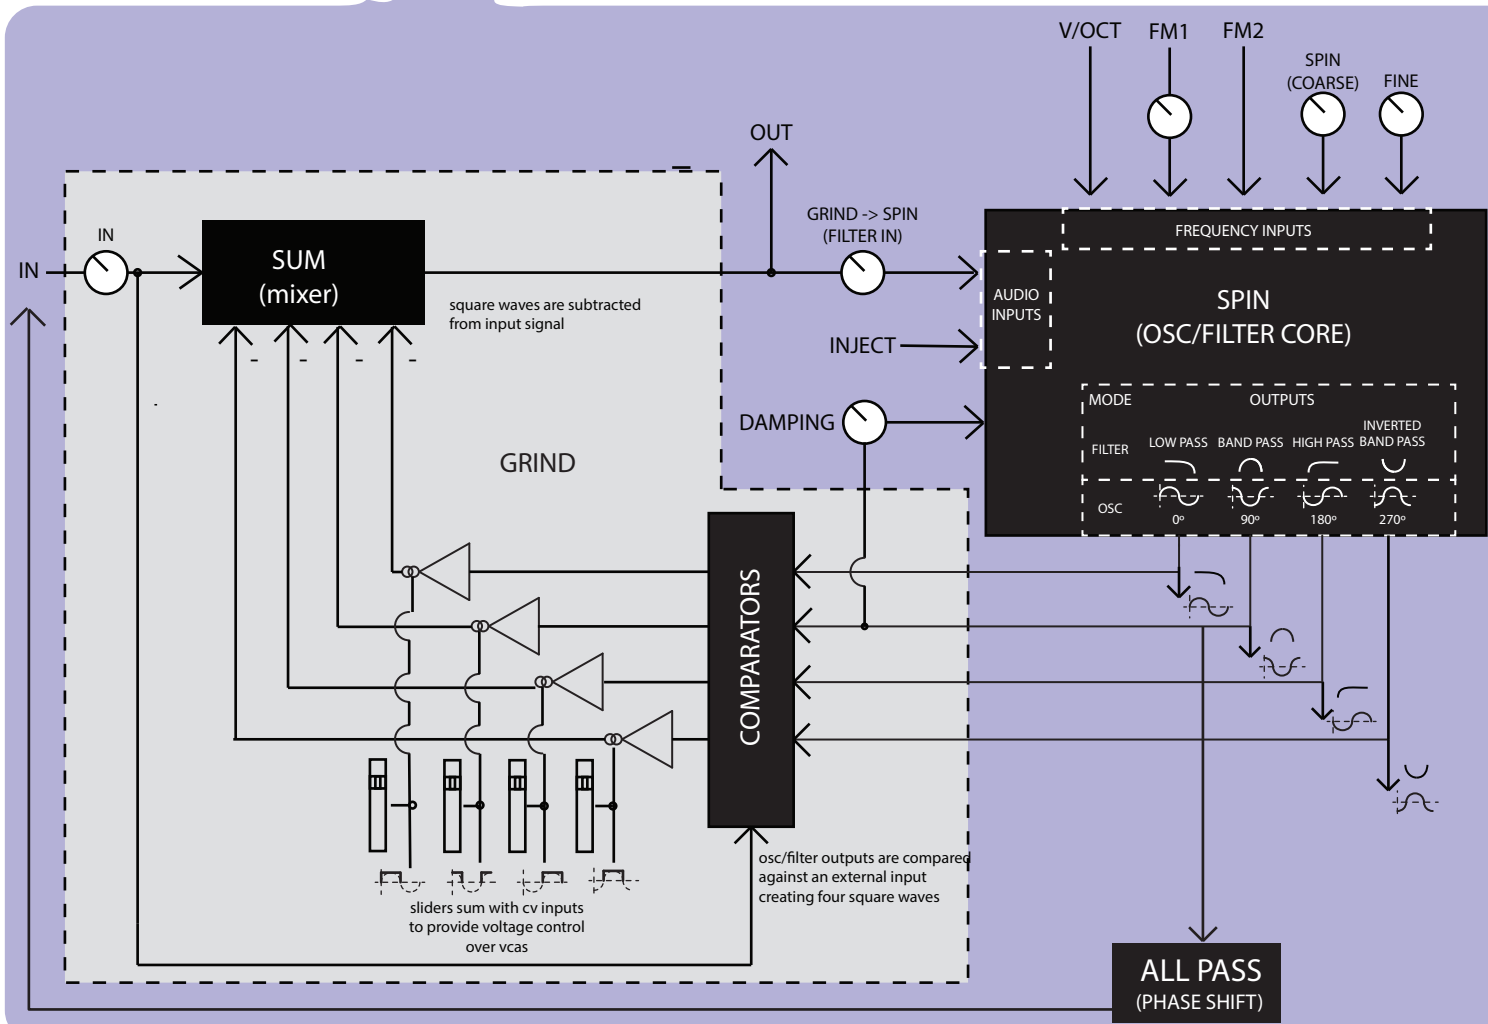 V/OCT
FM1
FM2
SPIN
(COARSE)
FINE
OUT
GRIND -> SPIN
(FILTER IN)
IN
IN
SUM
(mixer)
square waves are subtracted
from input signal
- - - -
FREQUENCY INPUTS
AUDIO
INPUTS
SPIN
(OSC/FILTER CORE)
INJECT
DAMPING
MODE
OUTPUTS
FILTER
LOW PASS
BAND PASS
HIGH PASS
INVERTED
BAND PASS
OSC
0º
90º
180º
270º
GRIND
COMPARATORS
osc/filter outputs are compared
against an external input
creating four square waves
sliders sum with cv inputs
to provide voltage control
over vcas
ALL PASS
(PHASE SHIFT)